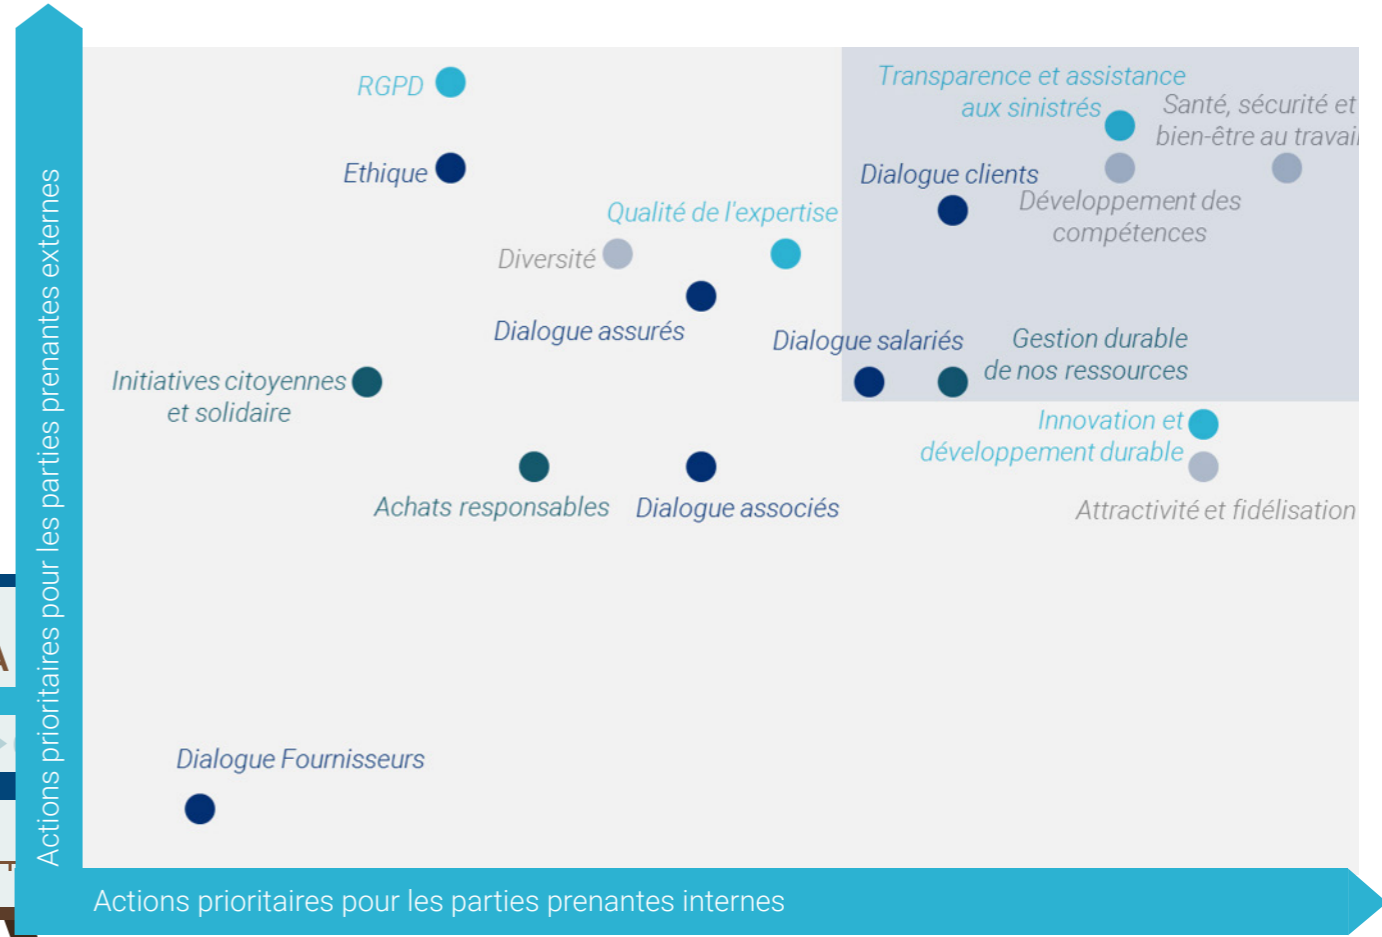 Actions prioritaires pour les parties prenantes externes
RGPD
Transparence et assistance
aux sinistrés
Santé, sécurité et
bien-être au travail
Ethique
Dialogue clients
Développement des
compétences
Qualité de l'expertise
Diversité
Dialogue assurés
Dialogue salariés
Gestion durable
de nos ressources
Initiatives citoyennes
et solidaire
Innovation et
développement durable
Achats responsables
Dialogue associés
Attractivité et fidélisation
Dialogue Fournisseurs
Actions prioritaires pour les parties prenantes internes